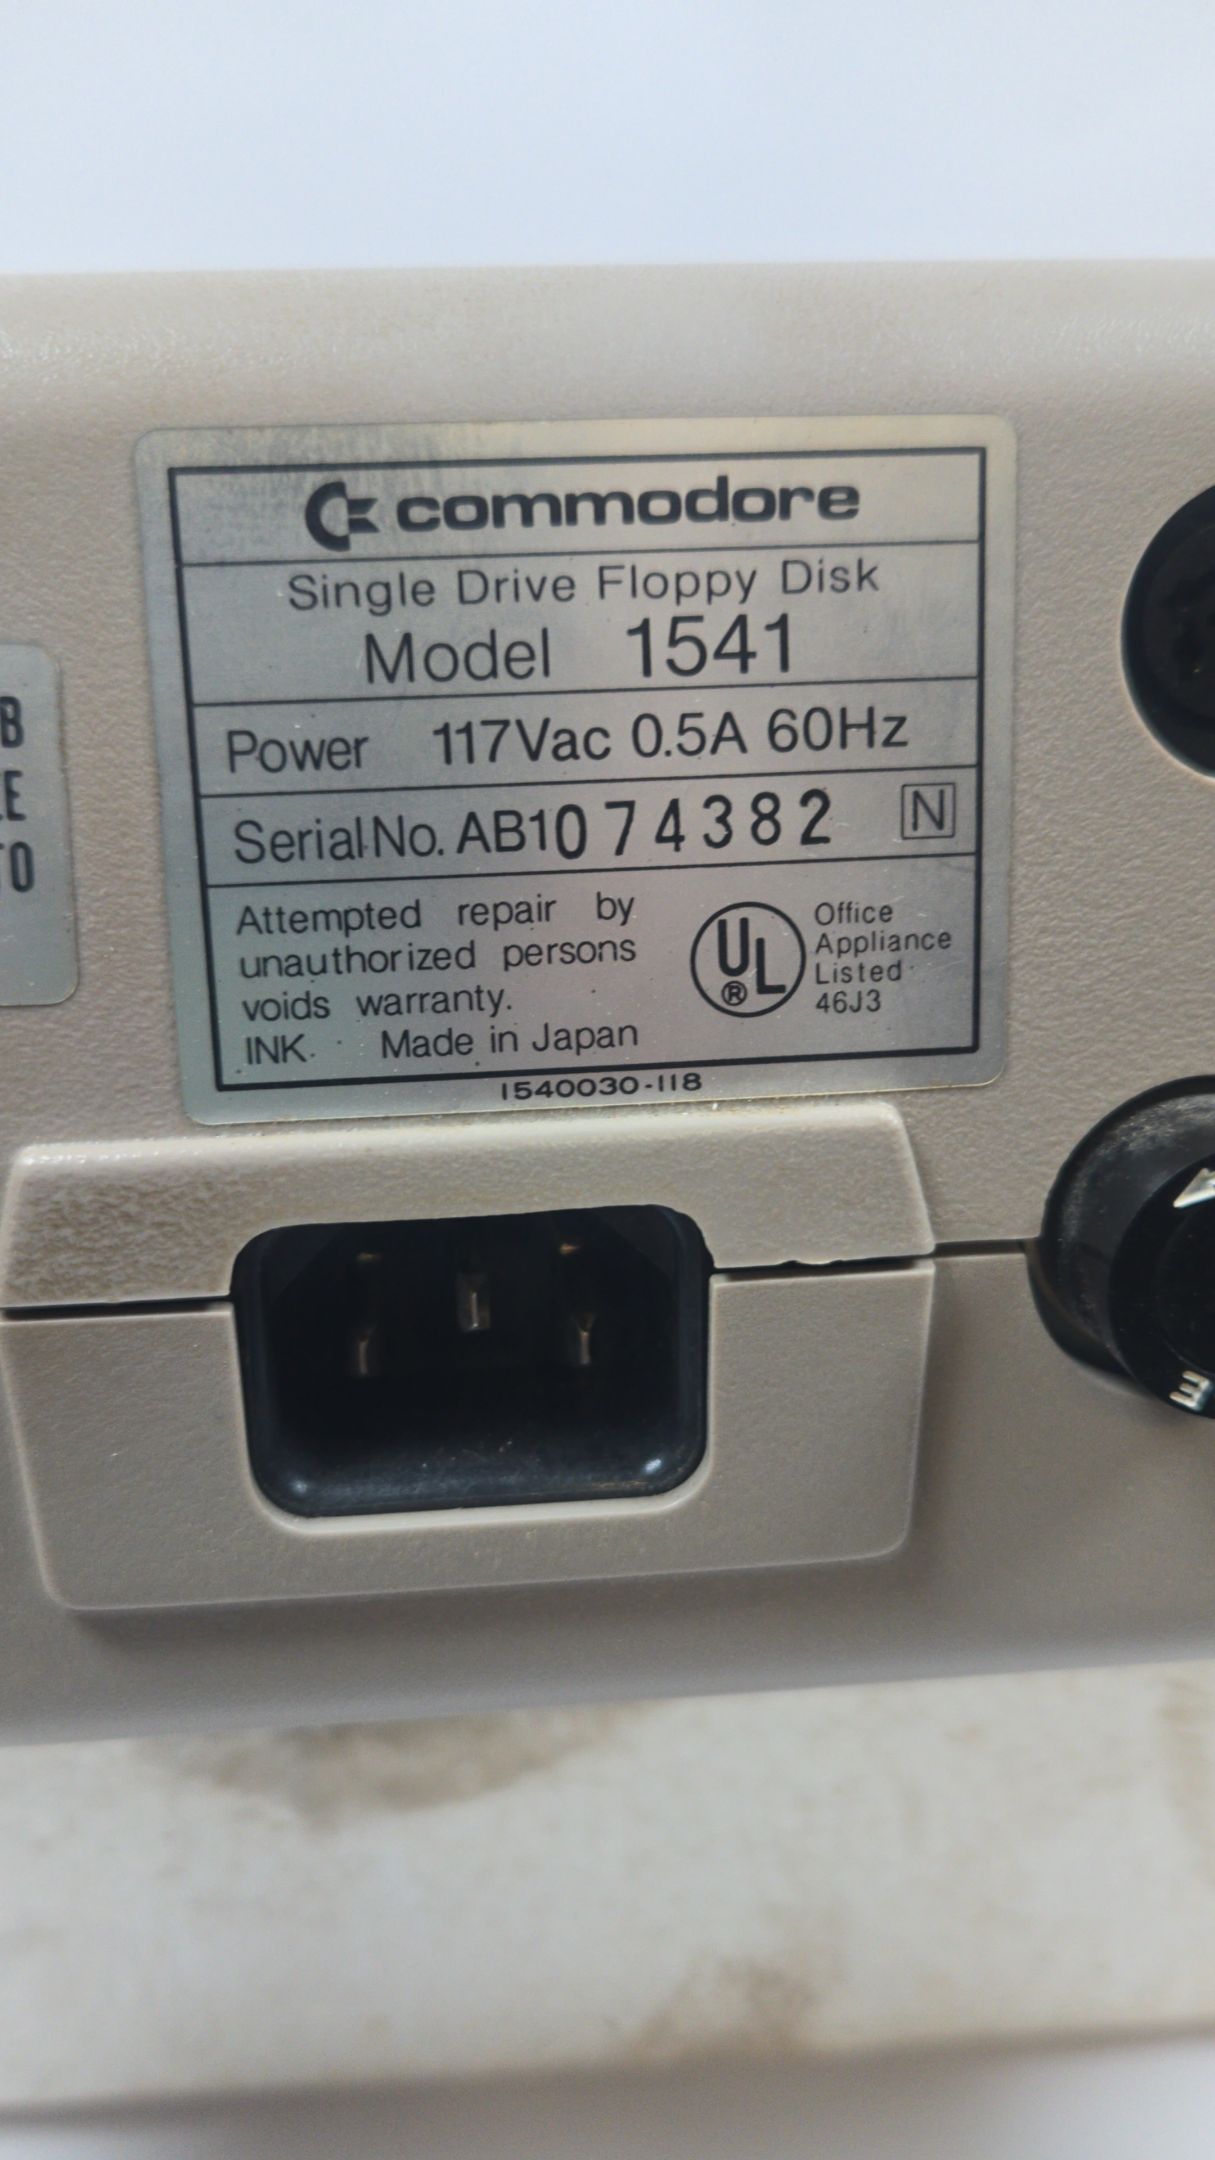 commodore
Single Drive Floppy Disk
Model 1541
Power 117Vac 0.5A 60Hz
Serial No. AB1074382 N
Attempted repair by
unauthorized persons
voids warranty.
INK. Made in Japan
UL ®
Office
Appliance
Listed
46J3
1540030-118